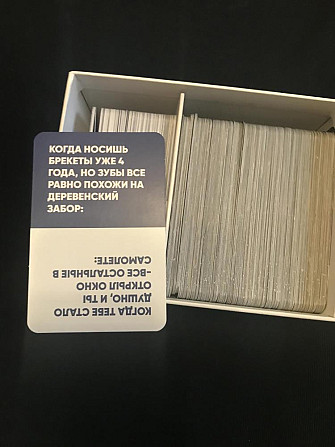 КОГДА НОСИШЬ
БРЕКЕТЫ УЖЕ 4
ГОДА, НО ЗУБЫ ВСЕ
РАВНО ПОХОЖИ НА
ДЕРЕВЕНСКИЙ
ЗАБОР:
КОГДА ТЕБЕ СТАЛО
ДУШНО, И ТЫ
ОТКРЫЛ ОКНО
-ВСЕ ОСТАЛЬНЫЕ В
САМОЛЕТЕ: